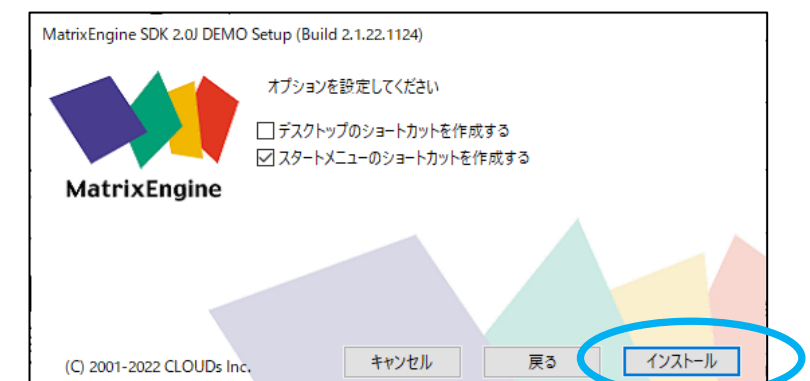 MatrixEngine SDK 2.0J DEMO Setup (Build 2.1.22.1124)
オプションを設定してください
デスクトップのショートカットを作成する
スタートメニューのショートカットを作成する
MatrixEngine
(C) 2001-2022 CLOUDs Inc.
キャンセル
戻る
インストール